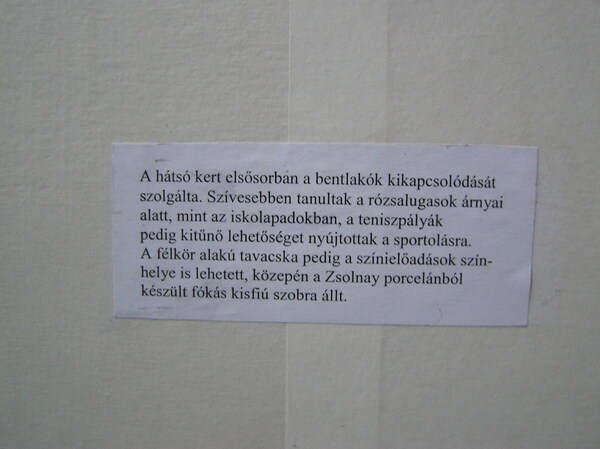 A hátsó kert elsősorban a bentlakók kikapcsolódását
szolgálta. Szívesebben tanultak a rózsalugasok árnyai
alatt, mint az iskolapadokban, a teniszpályák
pedig kitűnő lehetőséget nyújtottak a sportolásra.
A félkör alakú tavacska pedig a színielőadások szín-
helye is lehetett, közepén a Zsolnay porcelánból
készült fókás kisfiú szobra állt.